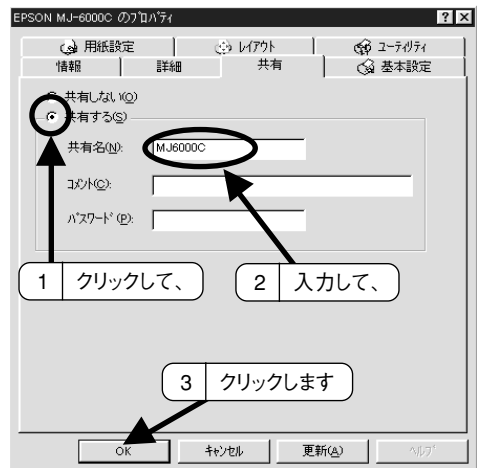 EPSON MJ-6000C のプロパティ
用紙設定 レイアウト ユーティリティ
情報 詳細 共有 基本設定
共有しない(O)
共有する(S)
共有名(N): MJ6000C
コメント(C):
パスワード(P):
1 クリックして、
2 入力して、
3 クリックします
OK キャンセル 更新(A) ヘルプ